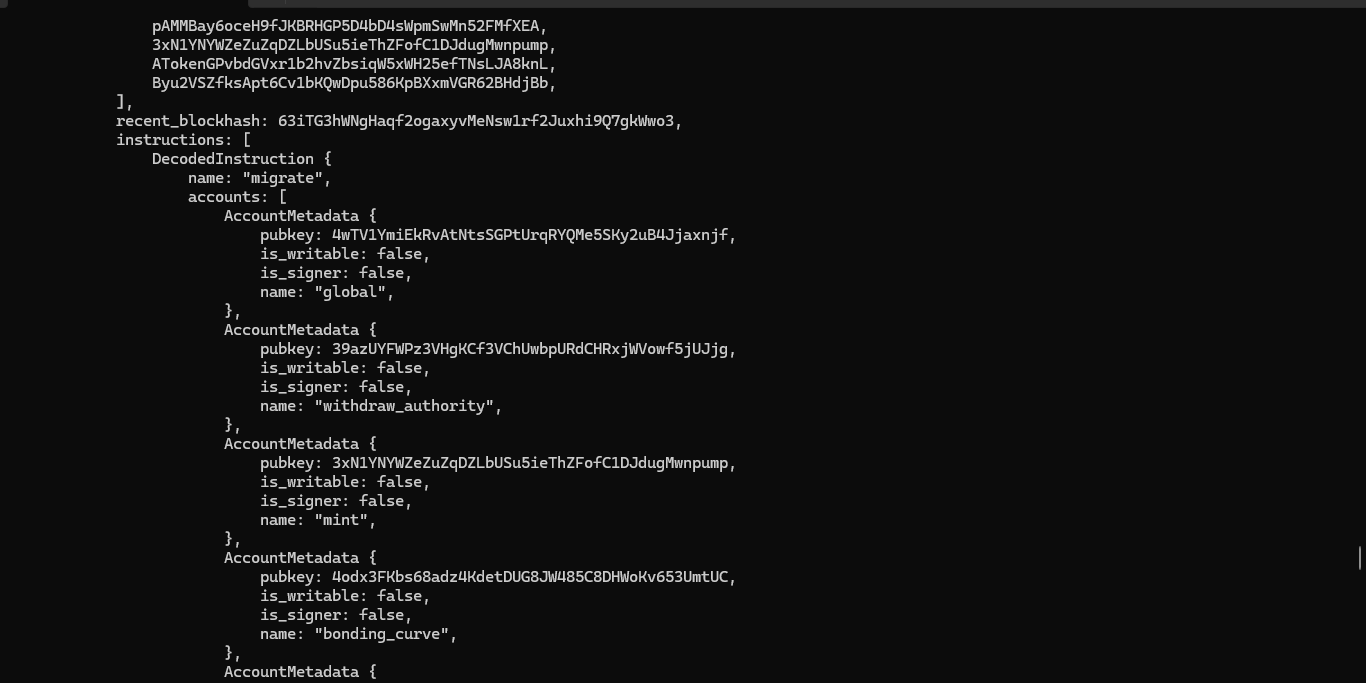 pAMMBay6oceH9fJKBRHGP5D4bD4sWpmSwMn52FMfXEA,
3xN1YNYWZeZuZqDZLbUSu5ieThZFofC1DJdugMwnpump,
ATokenGPvbdGVxr1b2hvZbsiqW5xWH25efTNsLJA8knL,
Byu2VSZfksApt6Cv1bKQwDpu586KpBXxmVGR62BHdjBb,
],
recent_blockhash: 63iTG3hWNgHaqf2ogaxyvMeNsw1rf2Juxhi9Q7gkWwo3,
instructions: [
DecodedInstruction {
name: "migrate",
accounts: [
AccountMetadata {
pubkey: 4wTV1YmiEkRvAtNtsSGPtUrqRYQMe5SKy2uB4Jjaxnjf,
is_writable: false,
is_signer: false,
name: "global",
},
AccountMetadata {
pubkey: 39azUYFWPz3VHgKCf3VChUwbpURdCHRxjWVowf5jUJjg,
is_writable: false,
is_signer: false,
name: "withdraw_authority",
},
AccountMetadata {
pubkey: 3xN1YNYWZeZuZqDZLbUSu5ieThZFofC1DJdugMwnpump,
is_writable: false,
is_signer: false,
name: "mint",
},
AccountMetadata {
pubkey: 4odx3FKbs68adz4KdetDUG8JW485C8DHWoKv653UmtUC,
is_writable: false,
is_signer: false,
name: "bonding_curve",
},
AccountMetadata {